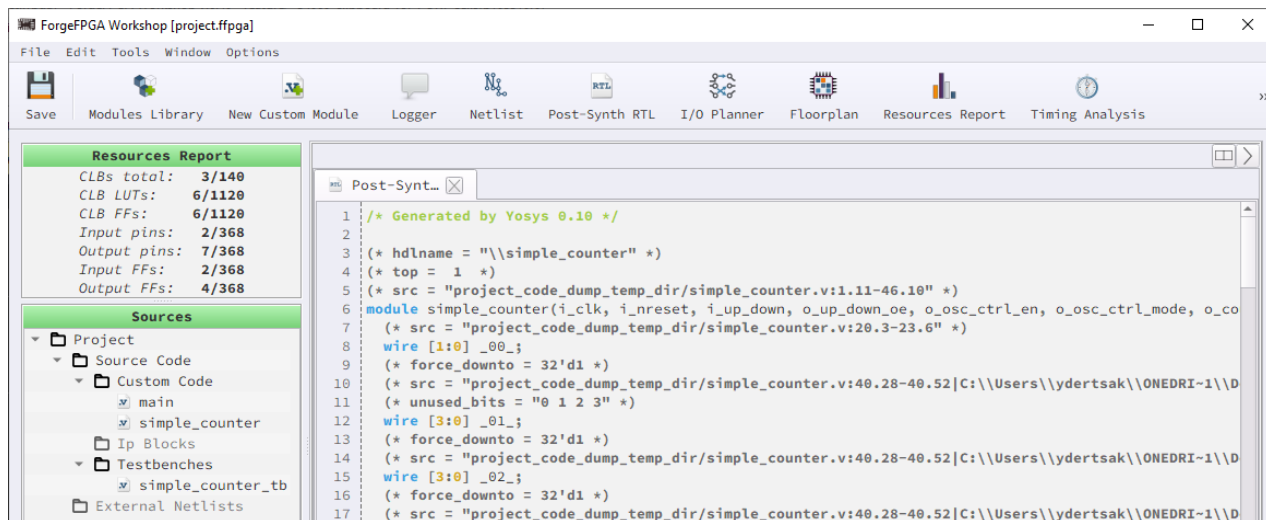 ForgeFPGA Workshop [project.ffpga]
File Edit Tools Window Options
Save Modules Library New Custom Module Logger Netlist Post-Synth RTL I/O Planner Floorplan Resources Report Timing Analysis »
Resources Report
CLBs total: 3/140
CLB LUTs: 6/1120
CLB FFs: 6/1120
Input pins: 2/368
Output pins: 7/368
Input FFs: 2/368
Output FFs: 4/368
Sources
Project
Source Code
Custom Code
main
simple_counter
Ip Blocks
Testbenches
simple_counter_tb
External Netlists
Post-Synt…
1 /* Generated by Yosys 0.10 */
2
3 (* hdlname = "\\simple_counter" *)
4 (* top = 1 *)
5 (* src = "project_code_dump_temp_dir/simple_counter.v:1.11-46.10" *)
6 module simple_counter(i_clk, i_nreset, i_up_down, o_up_down_oe, o_osc_ctrl_en, o_osc_ctrl_mode, o_co
7 (* src = "project_code_dump_temp_dir/simple_counter.v:20.3-23.6" *)
8 wire [1:0] _00_;
9 (* force_downto = 32'd1 *)
10 (* src = "project_code_dump_temp_dir/simple_counter.v:40.28-40.52|C:\\Users\\ydertsak\\ONEDRI~1\\D
11 (* unused_bits = "0 1 2 3" *)
12 wire [3:0] _01_;
13 (* force_downto = 32'd1 *)
14 (* src = "project_code_dump_temp_dir/simple_counter.v:40.28-40.52|C:\\Users\\ydertsak\\ONEDRI~1\\D
15 wire [3:0] _02_;
16 (* force_downto = 32'd1 *)
17 (* src = "project_code_dump_temp_dir/simple_counter.v:40.28-40.52|C:\\Users\\ydertsak\\ONEDRI~1\\D